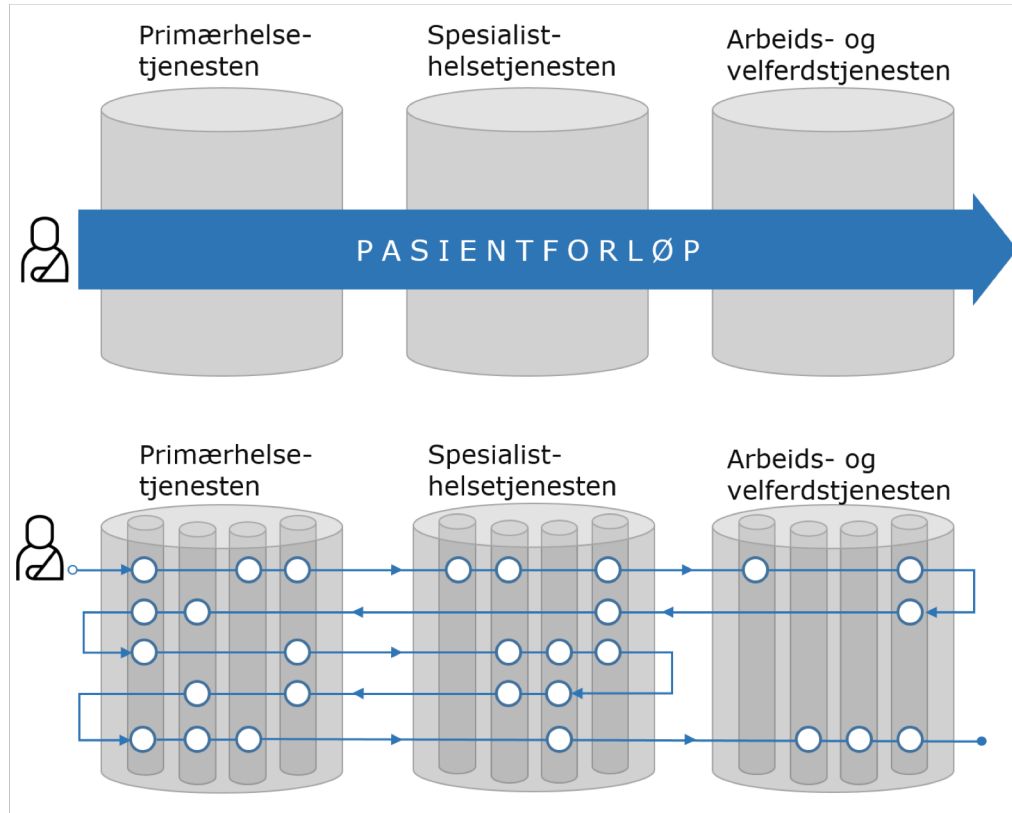 Primærhelse-
tjenesten
Spesialist-
helsetjenesten
Arbeids- og
velferdstjenesten
PASIENTFORLØP
Primærhelse-
tjenesten
Spesialist-
helsetjenesten
Arbeids- og
velferdstjenesten